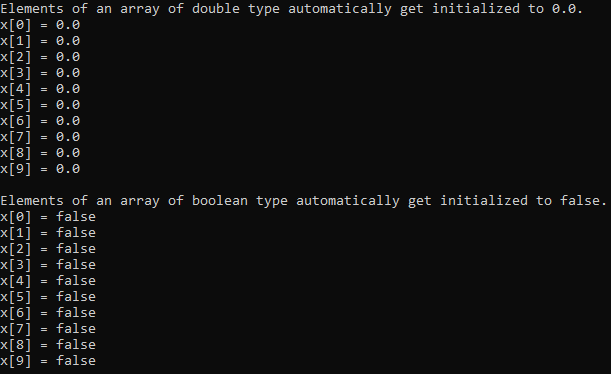 Elements of an array of double type automatically get initialized to 0.0.
x[0] = 0.0
x[1] = 0.0
x[2] = 0.0
x[3] = 0.0
x[4] = 0.0
x[5] = 0.0
x[6] = 0.0
x[7] = 0.0
x[8] = 0.0
x[9] = 0.0
Elements of an array of boolean type automatically get initialized to false.
x[0] = false
x[1] = false
x[2] = false
x[3] = false
x[4] = false
x[5] = false
x[6] = false
x[7] = false
x[8] = false
x[9] = false